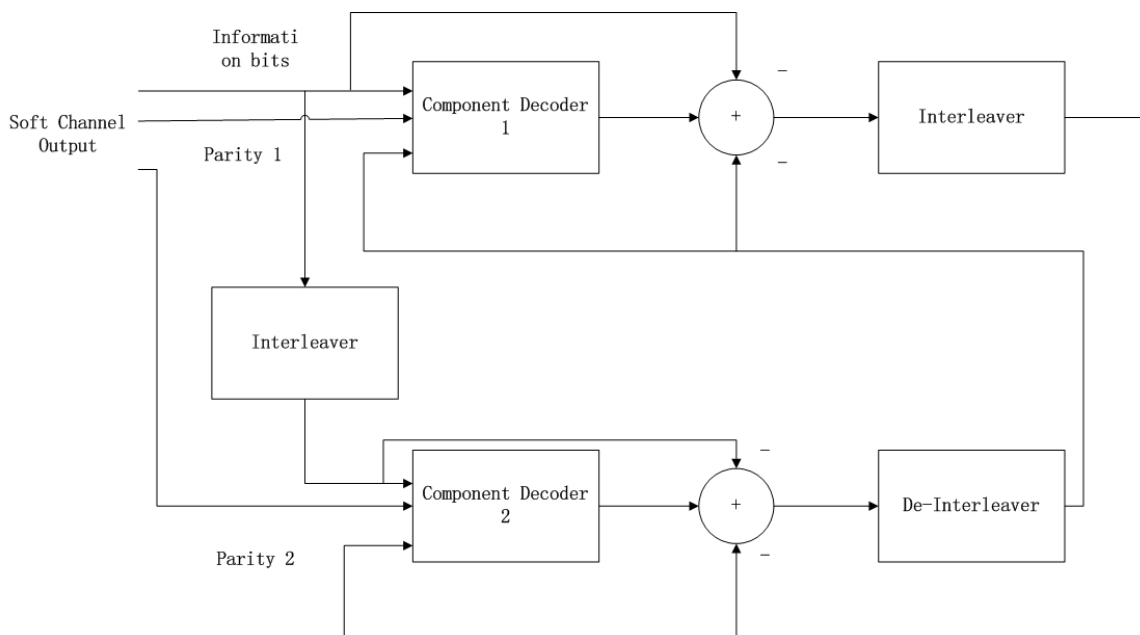 Informati
on bits
Soft Channel
Output
Parity 1
Component Decoder
1
+
−
−
Interleaver
Interleaver
Component Decoder
2
+
−
−
De-Interleaver
Parity 2